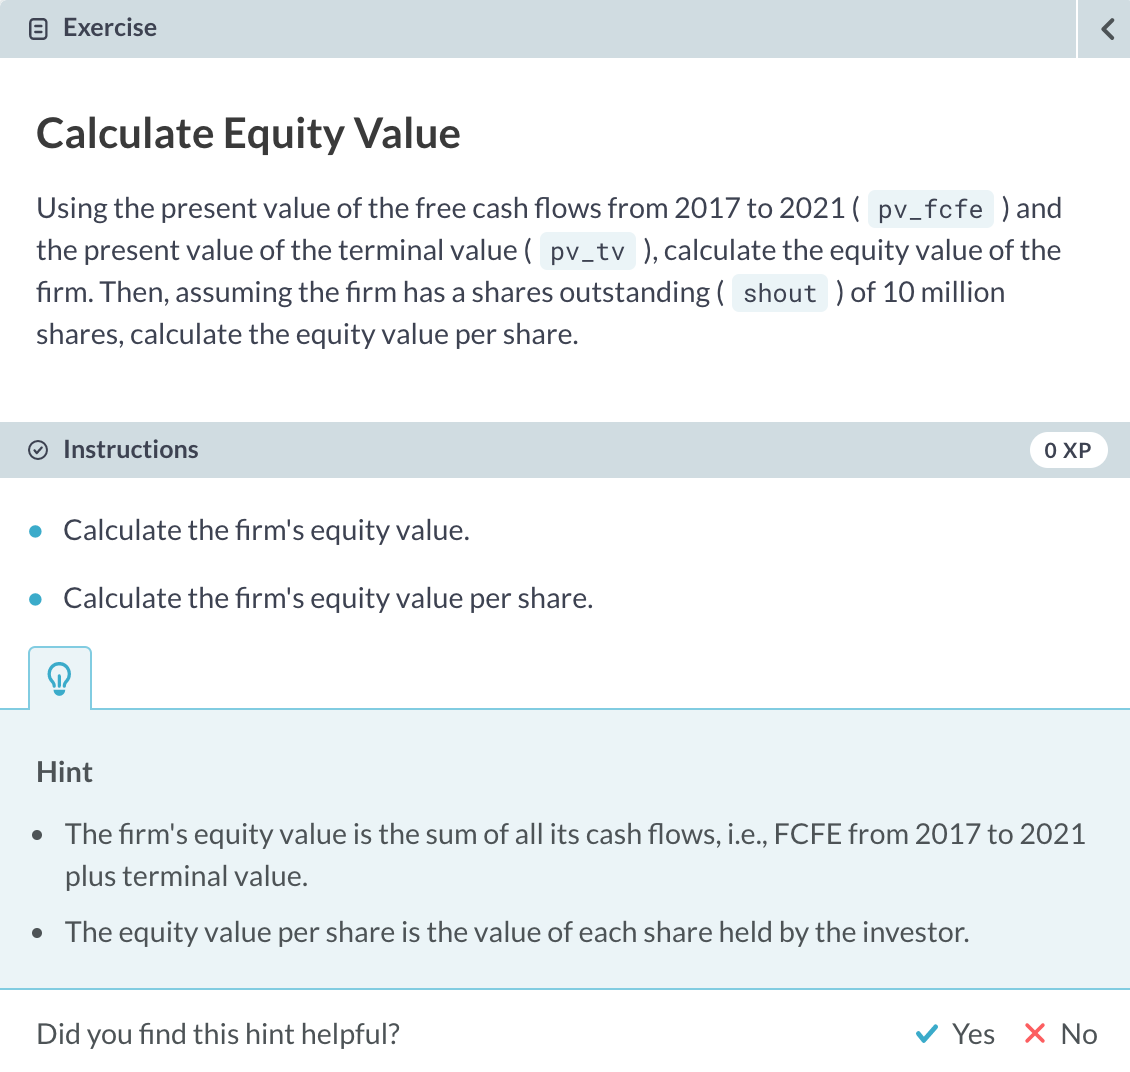 Exercise
Calculate Equity Value
Using the present value of the free cash flows from 2017 to 2021 ( pv_fcfe ) and
the present value of the terminal value ( pv_tv ), calculate the equity value of the
firm. Then, assuming the firm has a shares outstanding ( shout ) of 10 million
shares, calculate the equity value per share.
Instructions
0 XP
Calculate the firm's equity value.
Calculate the firm's equity value per share.
Hint
The firm's equity value is the sum of all its cash flows, i.e., FCFE from 2017 to 2021
plus terminal value.
The equity value per share is the value of each share held by the investor.
Did you find this hint helpful?
Yes
No